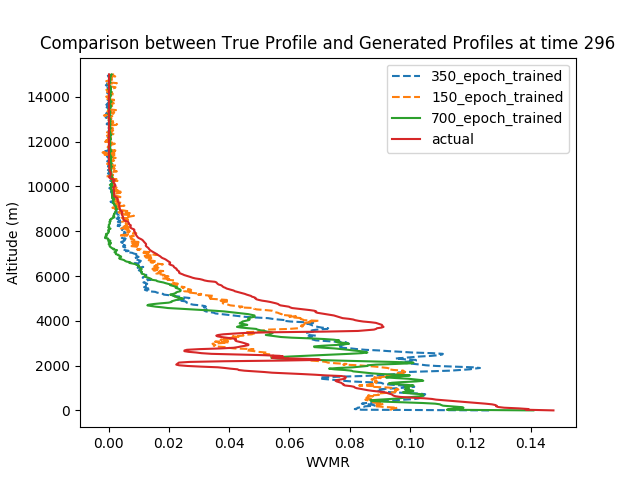 Comparison between True Profile and Generated Profiles at time 296
350_epoch_trained
150_epoch_trained
700_epoch_trained
actual
Altitude (m)
14000
12000
10000
8000
6000
4000
2000
0
0.00 0.02 0.04 0.06 0.08 0.10 0.12 0.14
WVMR